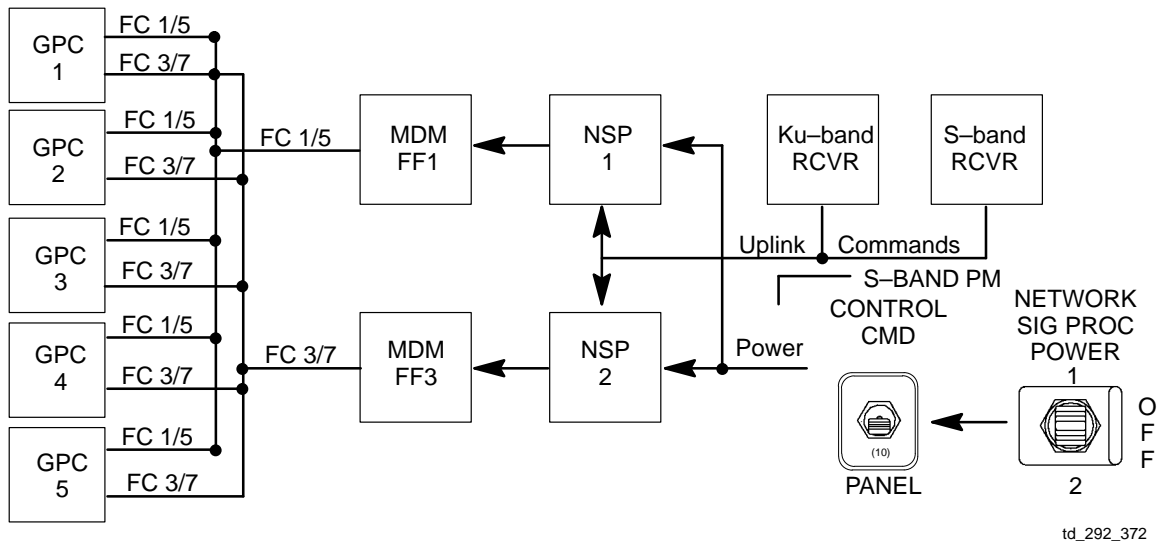 GPC
1
FC 1/5
FC 3/7
GPC
2
FC 1/5
FC 3/7
GPC
3
FC 1/5
FC 3/7
GPC
4
FC 1/5
FC 3/7
GPC
5
FC 1/5
FC 3/7
FC 1/5
FC 3/7
MDM
FF1
MDM
FF3
NSP
1
NSP
2
Ku–band
RCVR
S–band
RCVR
Uplink Commands
S–BAND PM
CONTROL
CMD
Power
(10)
PANEL
NETWORK
SIG PROC
POWER
1
O
F
F
2
td_292_372